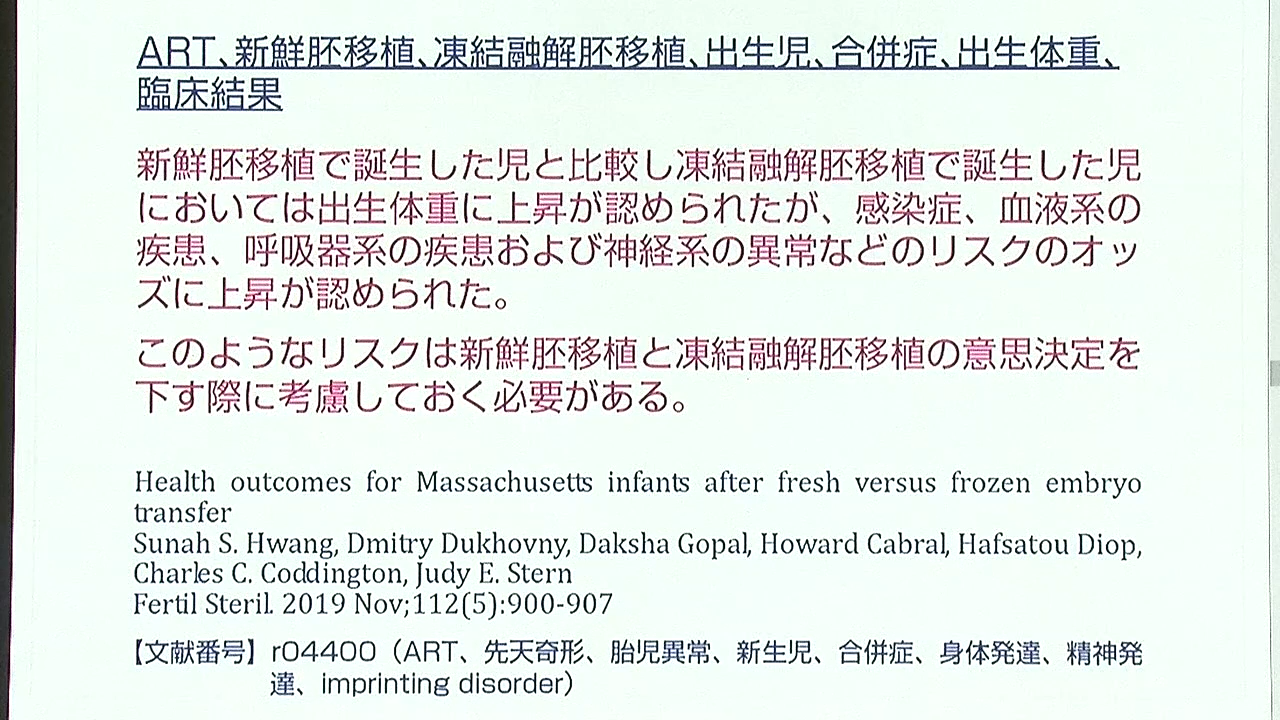 ART、新鮮胚移植、凍結融解胚移植、出生児、合併症、出生体重、
臨床結果
新鮮胚移植で誕生した児と比較し凍結融解胚移植で誕生した児
においては出生体重に上昇が認められたが、感染症、血液系の
疾患、呼吸器系の疾患および神経系の異常などのリスクのオッ
ズに上昇が認められた。
このようなリスクは新鮮胚移植と凍結融解胚移植の意思決定を
下す際に考慮しておく必要がある。
Health outcomes for Massachusetts infants after fresh versus frozen embryo
transfer
Sunah S. Hwang, Dmitry Dukhovny, Daksha Gopal, Howard Cabral, Hafsatou Diop,
Charles C. Coddington, Judy E. Stern
Fertil Steril. 2019 Nov;112(5):900-907
【文献番号】r04400（ART、先天奇形、胎児異常、新生児、合併症、身体発達、精神発
達、imprinting disorder）